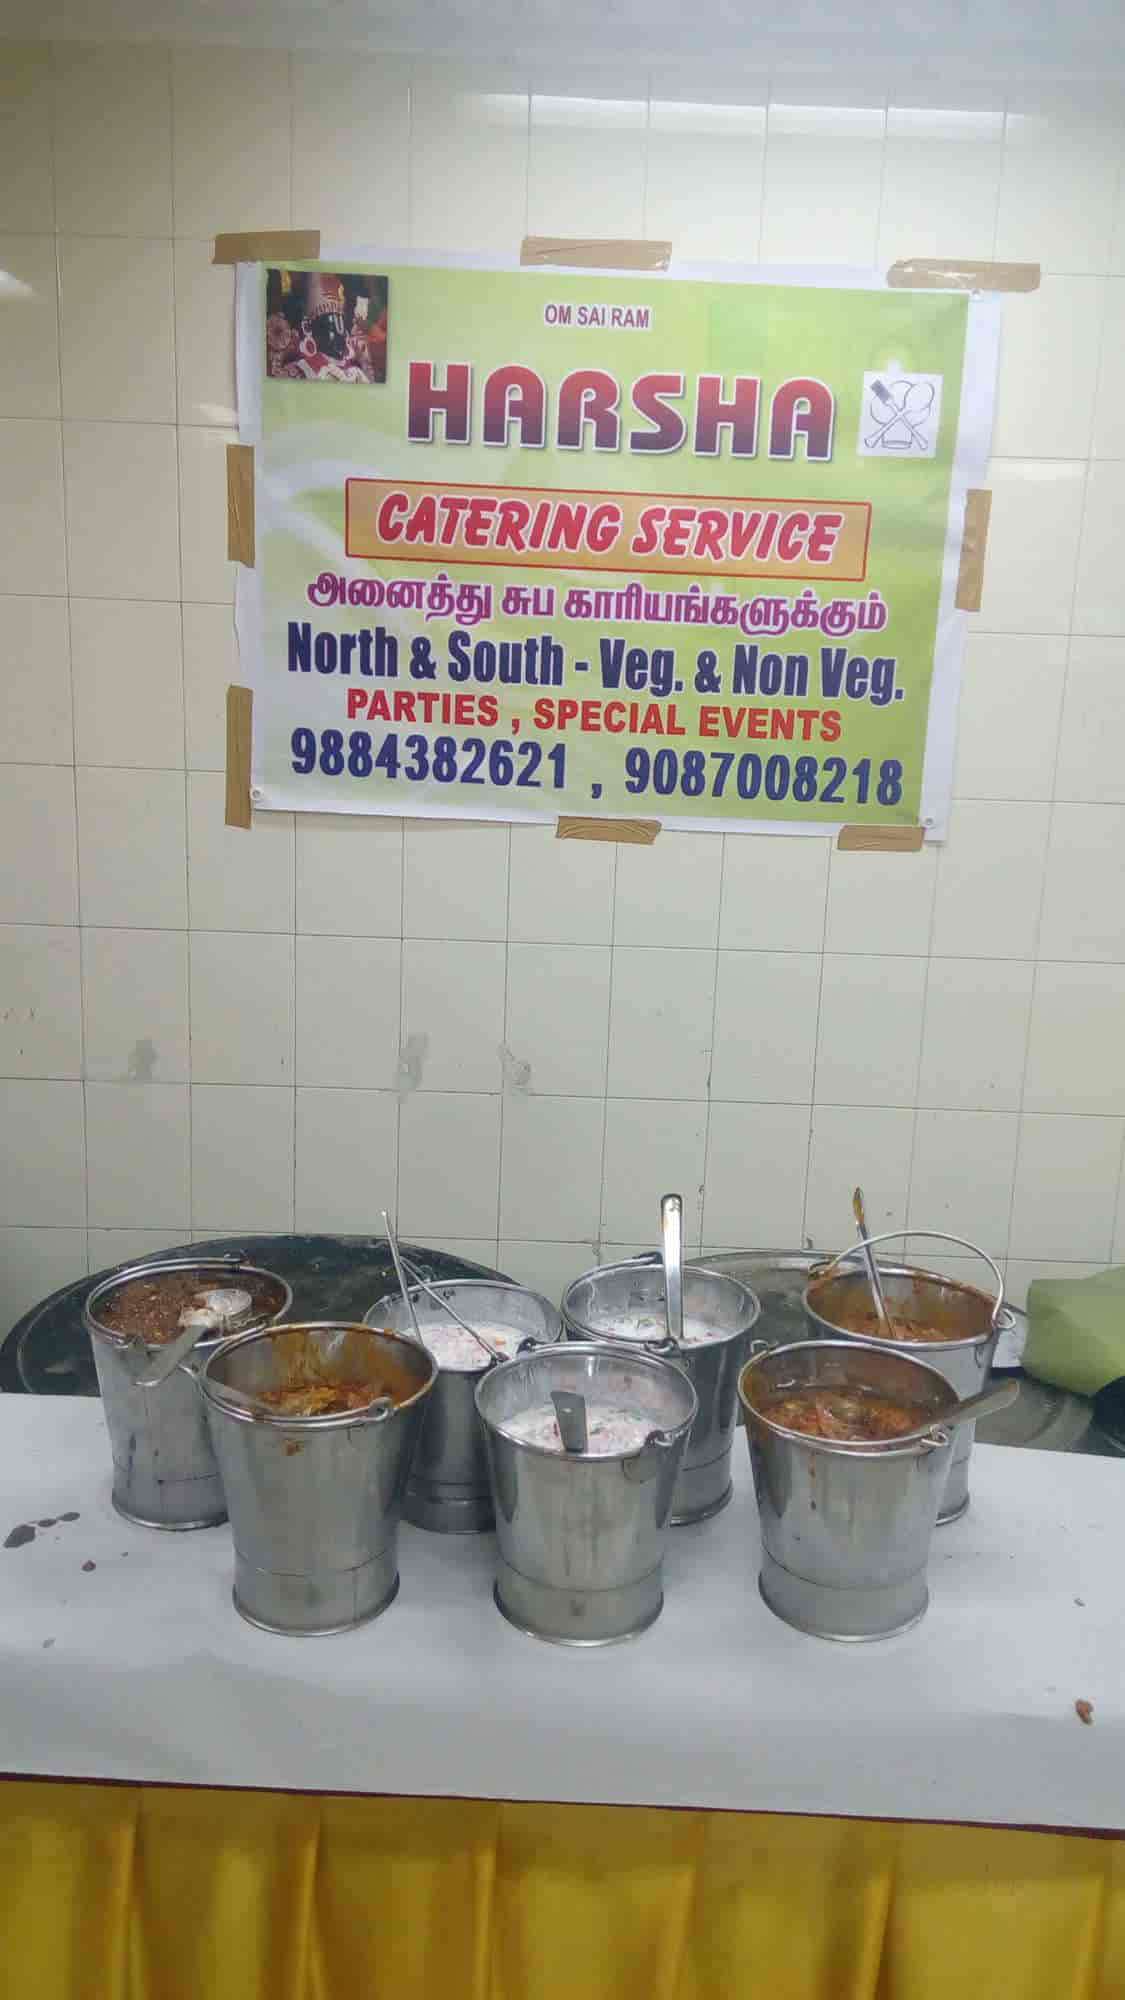 OM SAI RAM
HARSHA
CATERING SERVICE
அனைத்து சுப காரியங்களுக்கும்
North & South - Veg. & Non Veg.
PARTIES , SPECIAL EVENTS
9884382621 , 9087008218